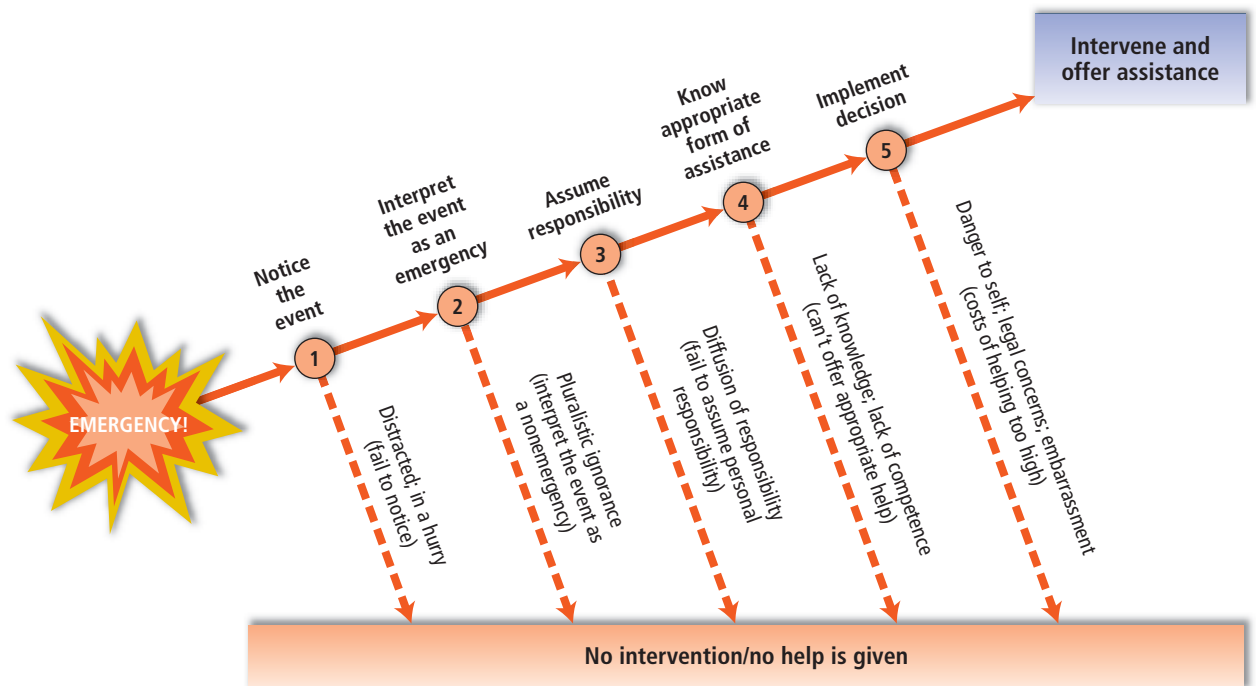 EMERGENCY!
1
Notice
the
event
Distracted; in a hurry
(fail to notice)
2
Interpret
the event
as an
emergency
Pluralistic ignorance
(interpret the event as
a nonemergency)
3
Assume
responsibility
Diffusion of responsibility
(fail to assume personal
responsibility)
4
Know
appropriate
form of
assistance
Lack of knowledge; lack of competence
(can't offer appropriate help)
5
Implement
decision
Danger to self; legal concerns; embarrassment
(costs of helping too high)
Intervene and
offer assistance
No intervention/no help is given